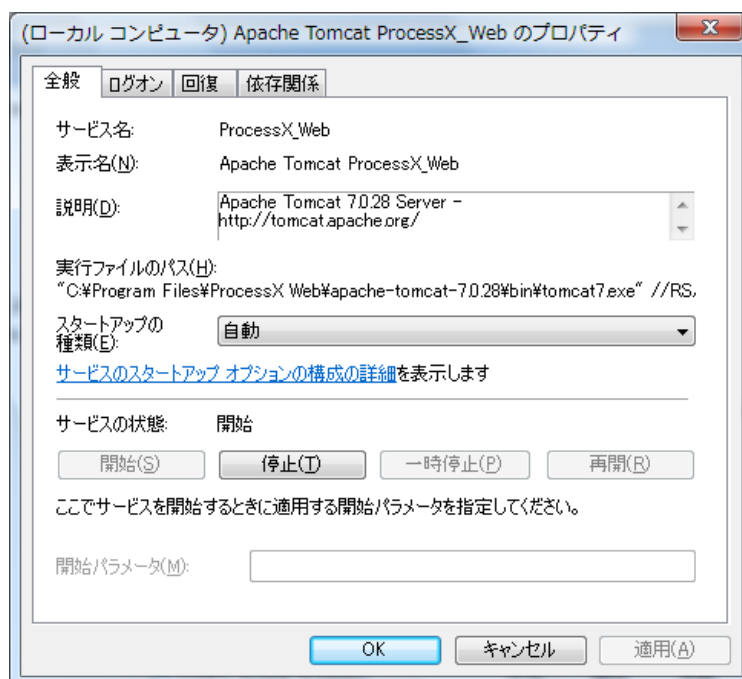 (ローカル コンピュータ) Apache Tomcat ProcessX_Web のプロパティ
全般 ログオン 回復 依存関係
サービス名: ProcessX_Web
表示名(N): Apache Tomcat ProcessX_Web
説明(D): Apache Tomcat 7.0.28 Server -
http://tomcat.apache.org/
実行ファイルのパス(H):
"C:¥Program Files¥ProcessX Web¥apache-tomcat-7.0.28¥bin¥tomcat7.exe" //RS,
スタートアップの
種類(E): 自動
サービスのスタートアップ オプションの構成の詳細を表示します
サービスの状態: 開始
開始(S) 停止(T) 一時停止(P) 再開(R)
ここでサービスを開始するときに適用する開始パラメータを指定してください。
開始パラメータ(M):
OK キャンセル 適用(A)